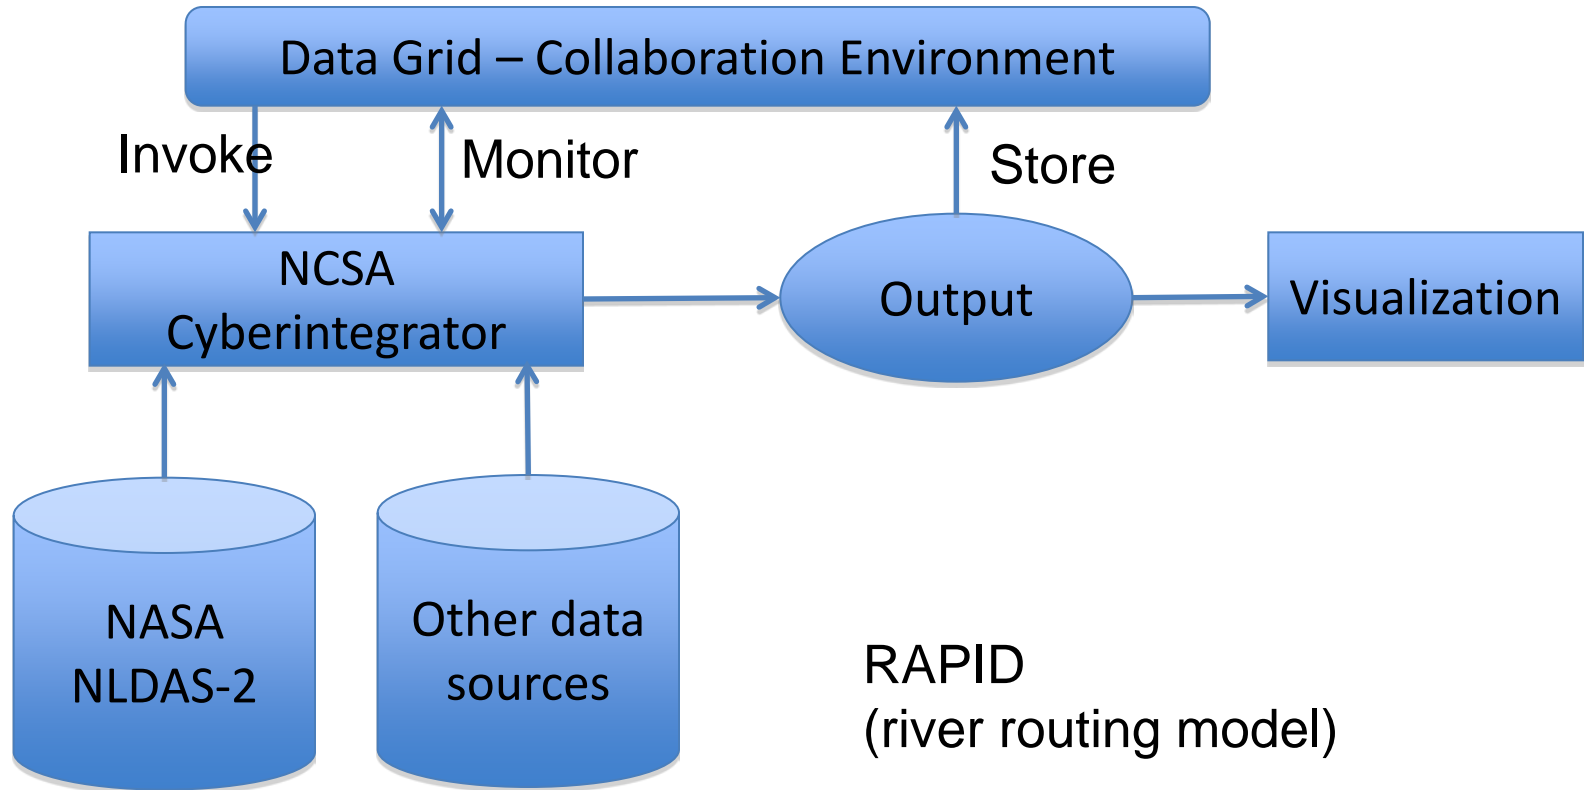 Data Grid – Collaboration Environment
Invoke
Monitor
Store
NCSA
Cyberintegrator
Output
Visualization
NASA
NLDAS-2
Other data
sources
RAPID
(river routing model)